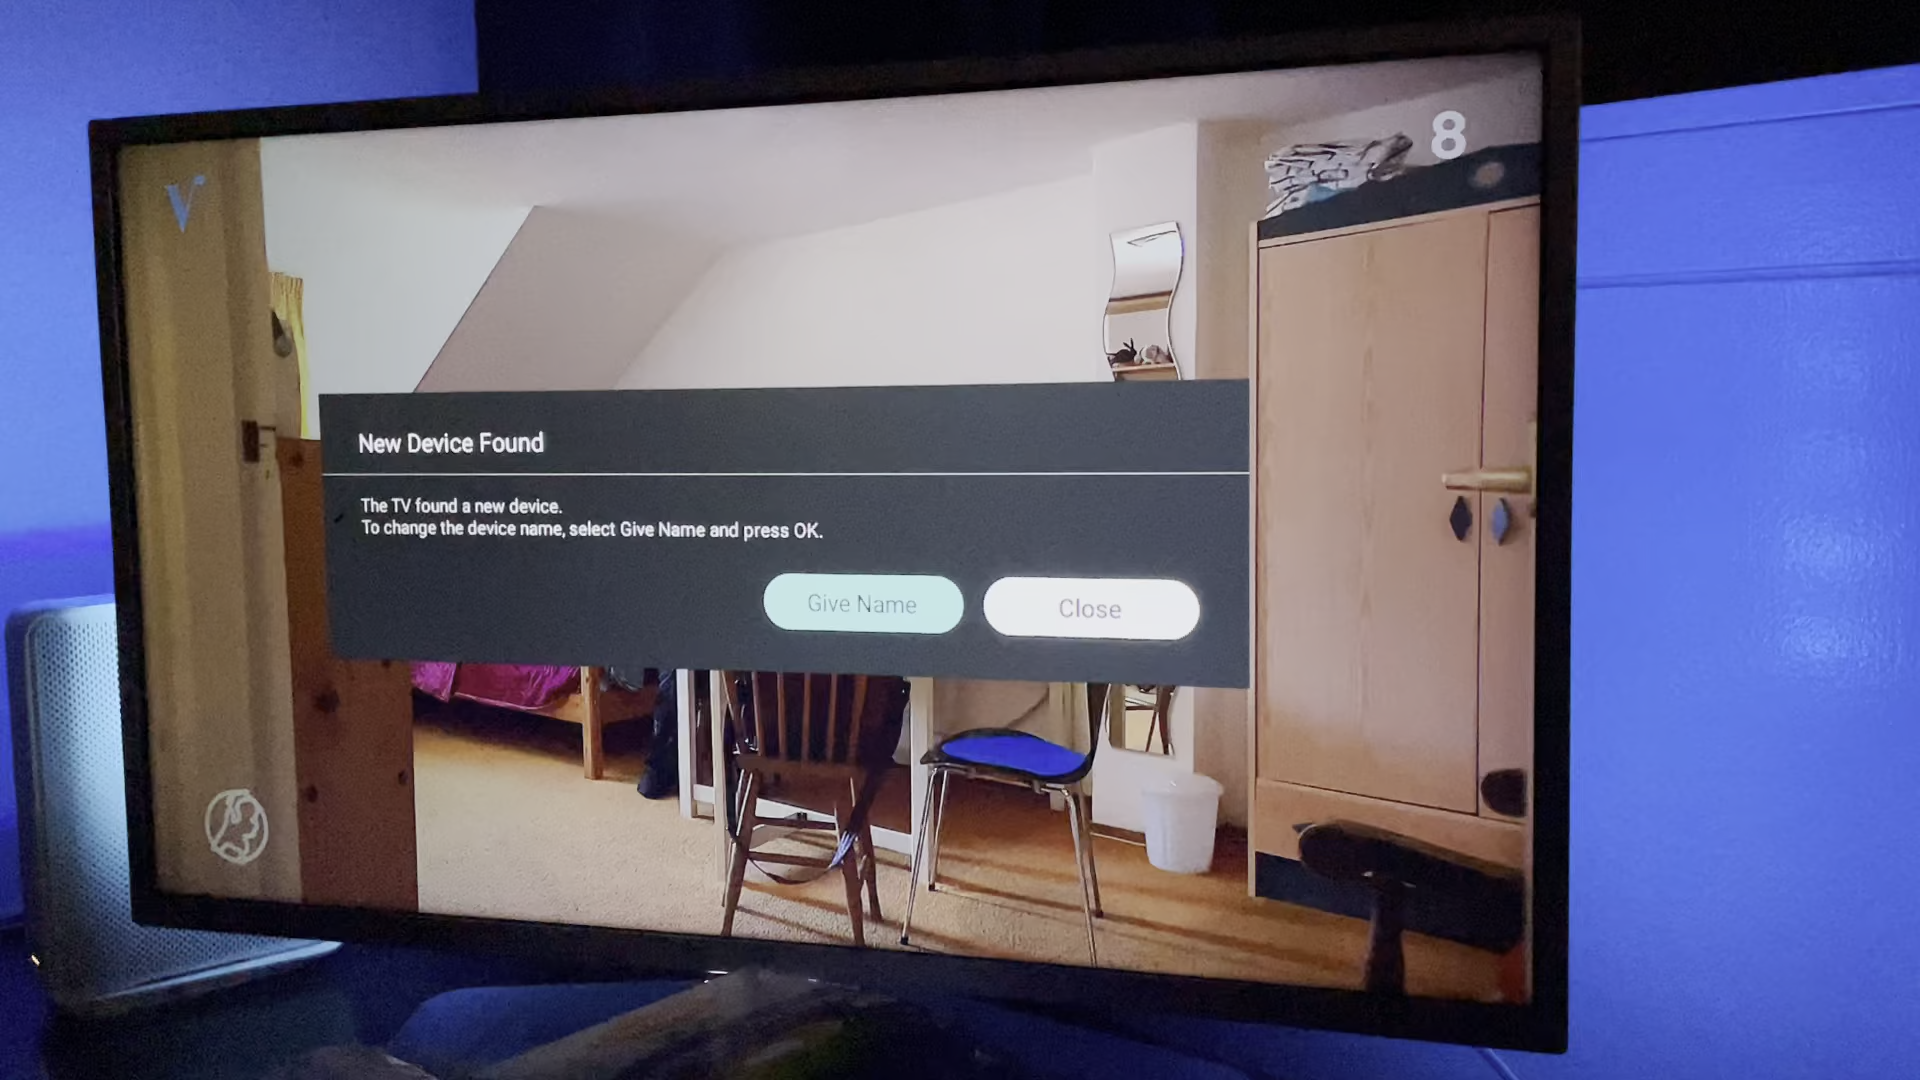 V
8
New Device Found
The TV found a new device.
To change the device name, select Give Name and press OK.
Give Name
Close